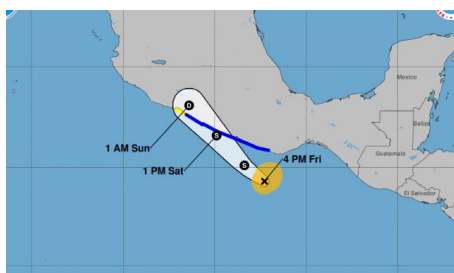 Mexico
Belize
Guatemala
El Salvador
D
1 AM Sun
S
1 PM Sat
S
4 PM Fri